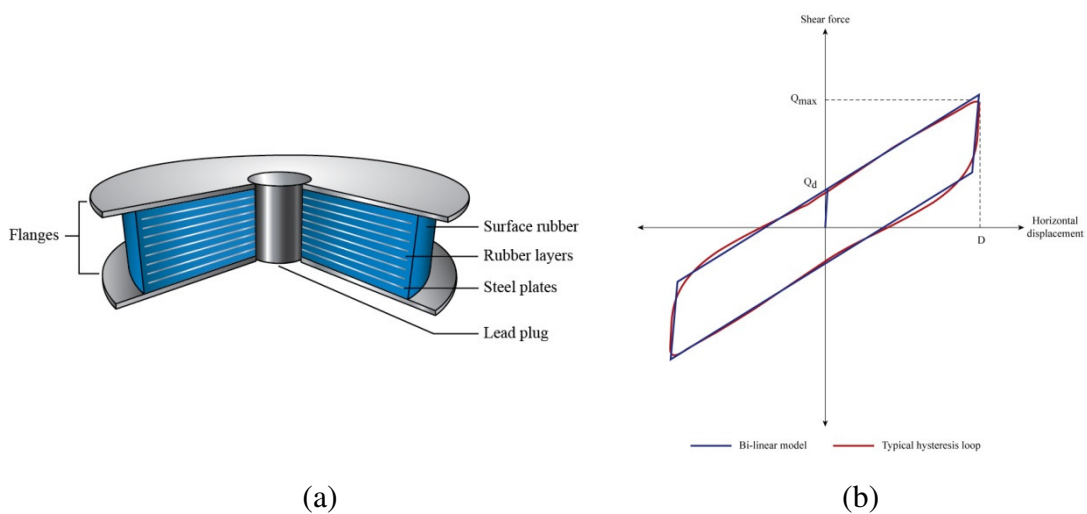 Flanges
Surface rubber
Rubber layers
Steel plates
Lead plug
(a)
Shear force
Qmax
Qd
Horizontal
displacement
D
Bi-linear model
Typical hysteresis loop
(b)